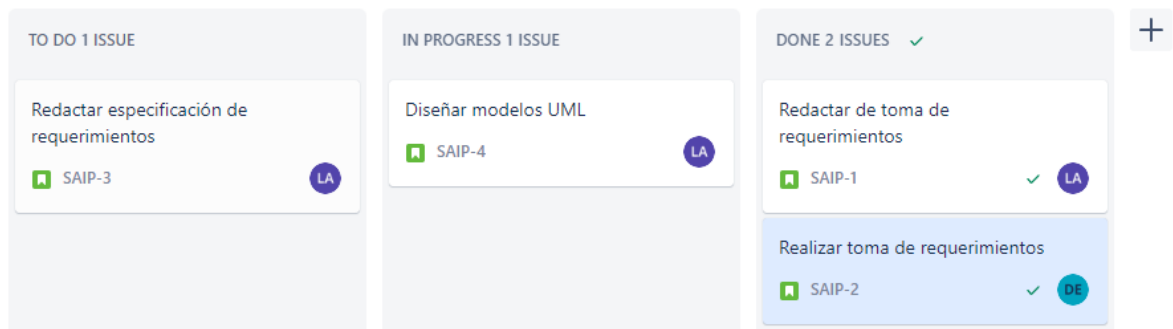 TO DO 1 ISSUE
Redactar especificación de
requerimientos
SAIP-3
LA
IN PROGRESS 1 ISSUE
Diseñar modelos UML
SAIP-4
LA
DONE 2 ISSUES
Redactar de toma de
requerimientos
SAIP-1
LA
Realizar toma de requerimientos
SAIP-2
DE